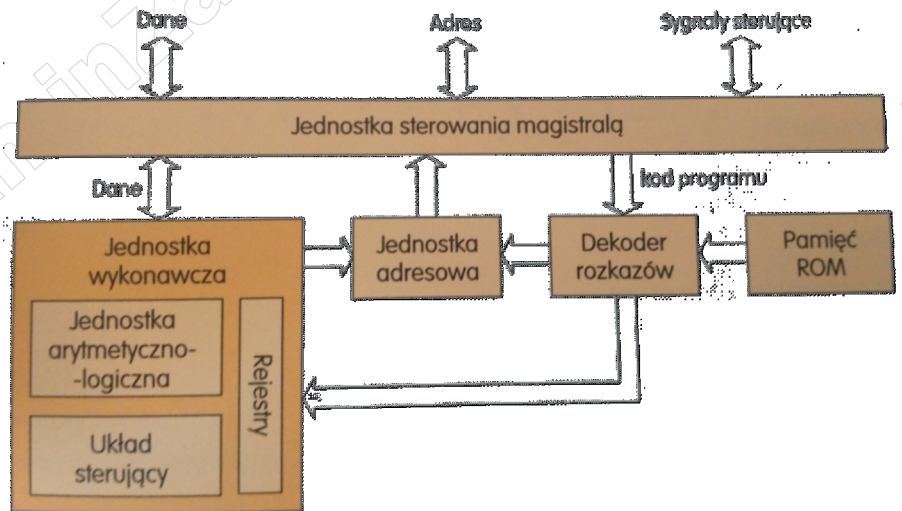 Dane
Adres
Sygnały sterujące
Jednostka sterowania magistralą
Dane
kod programu
Jednostka
wykonawcza
Jednostka
adresowa
Dekoder
rozkazów
Pamięć
ROM
Jednostka
arytmetyczno-
-logiczna
Rejestry
Układ
sterujący